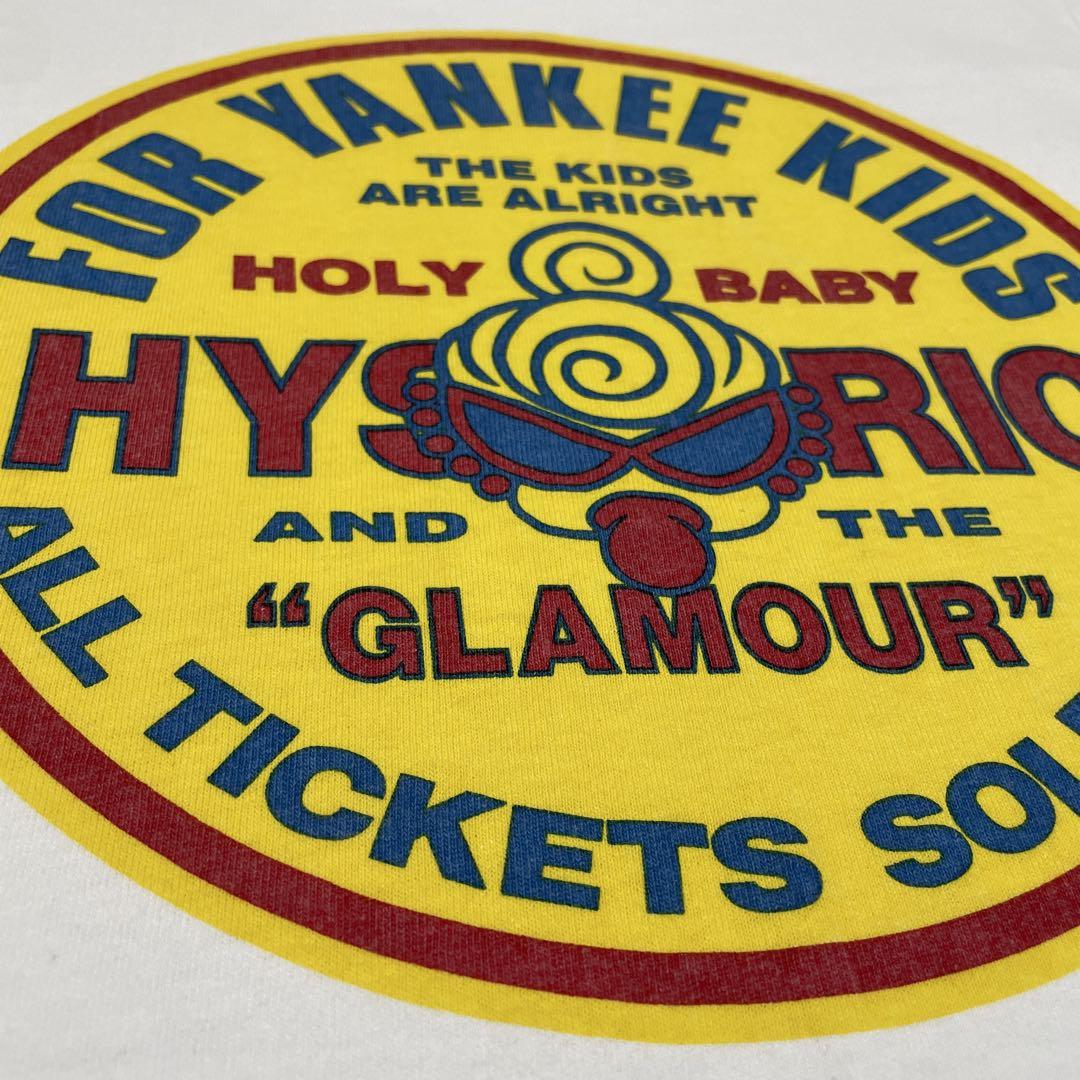 FOR YANKEE KIDS
THE KIDS
ARE ALRIGHT
HOLY BABY
HYS RIC
AND THE
"GLAMOUR"
ALL TICKETS SOL